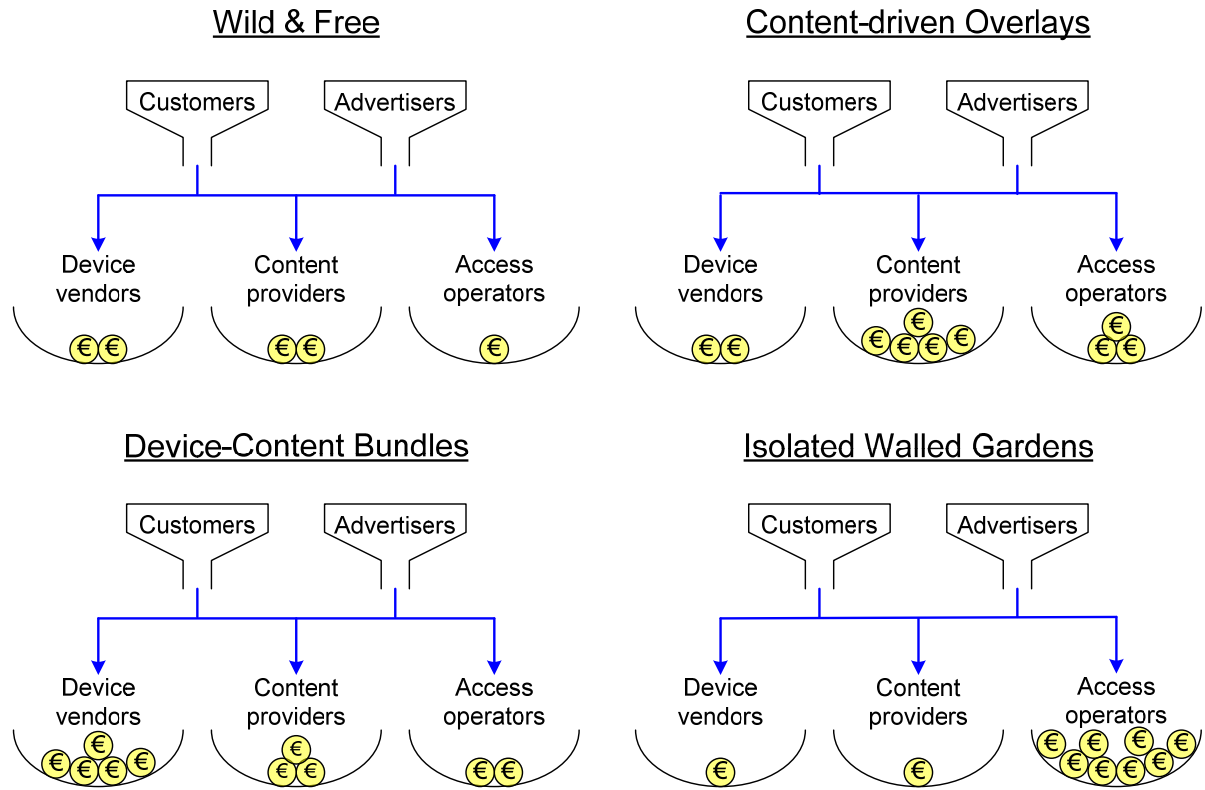 Wild & Free
Customers
Advertisers
Device
vendors
Content
providers
Access
operators
€ €
€ €
€
Content-driven Overlays
Customers
Advertisers
Device
vendors
Content
providers
Access
operators
€ €
€
€ € € €
€
€ €
Device-Content Bundles
Customers
Advertisers
Device
vendors
Content
providers
Access
operators
€
€ € € €
€
€ €
€ €
Isolated Walled Gardens
Customers
Advertisers
Device
vendors
Content
providers
Access
operators
€
€
€ € € €
€ € € €